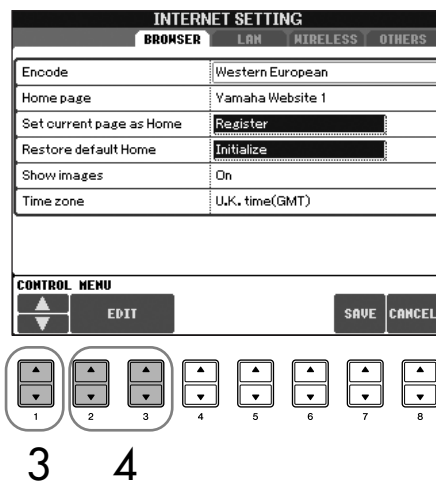 INTERNET SETTING
BROWSER LAN WIRELESS OTHERS
Encode Western European
Home page Yamaha Website 1
Set current page as Home Register
Restore default Home Initialize
Show images On
Time zone U.K. time(GMT)
CONTROL MENU
EDIT SAVE CANCEL
1 2 3 4 5 6 7 8
3 4